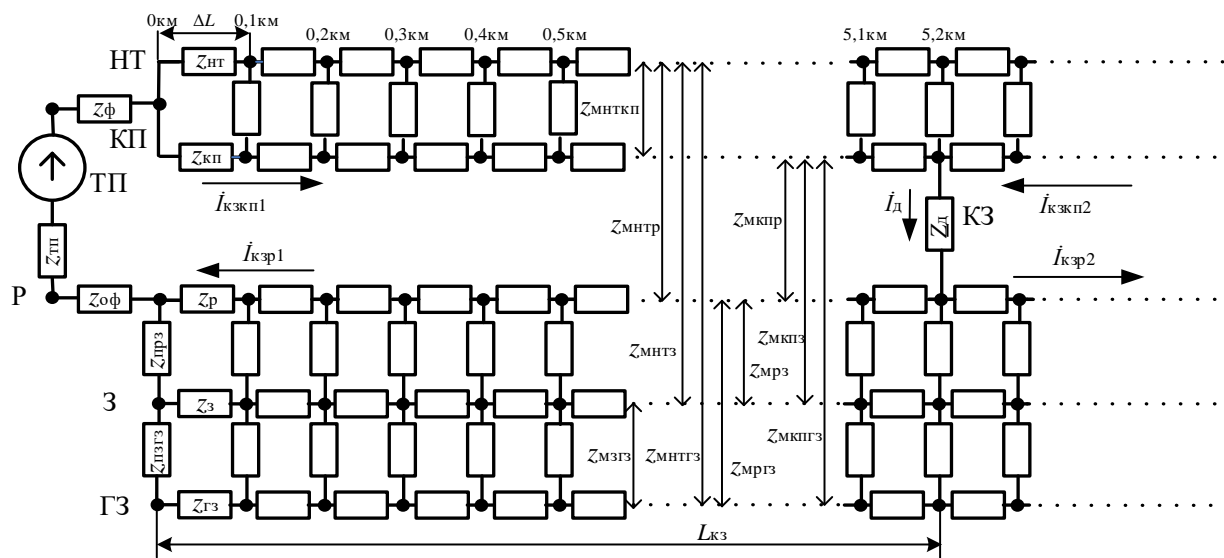 0км ΔL 0,1км
0,2км 0,3км 0,4км 0,5км 5,1км 5,2км
НТ zнт
zф
КП zкп
ТП
zмнткп
İкзкп1
İд КЗ İкзкп2
Zд
zтп
zмнтр zмкпр
İкзр1 İкзр2
Р zоф zр
zпрз
zмнтз zмкпз
zмрз
З zз
zпзгз
zмзгз zмнтгз zмргз zмкпгз
ГЗ zгз
Lкз